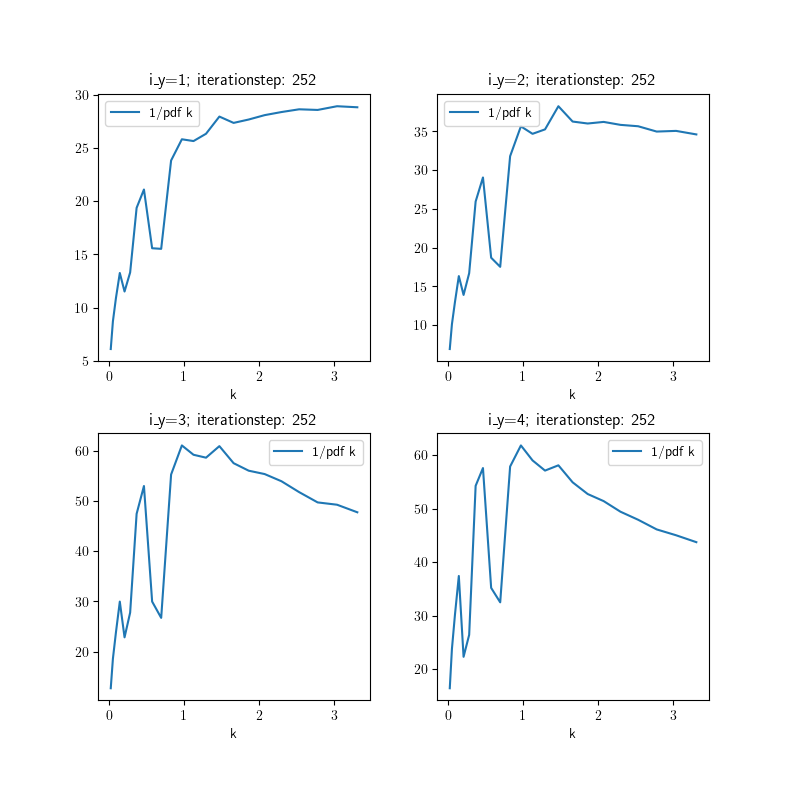 i_y=1; iterationstep: 252
1/pdf k
30
25
20
15
10
5
0 1 2 3
k
i_y=2; iterationstep: 252
1/pdf k
35
30
25
20
15
10
0 1 2 3
k
i_y=3; iterationstep: 252
1/pdf k
60
50
40
30
20
0 1 2 3
k
i_y=4; iterationstep: 252
1/pdf k
60
50
40
30
20
0 1 2 3
k